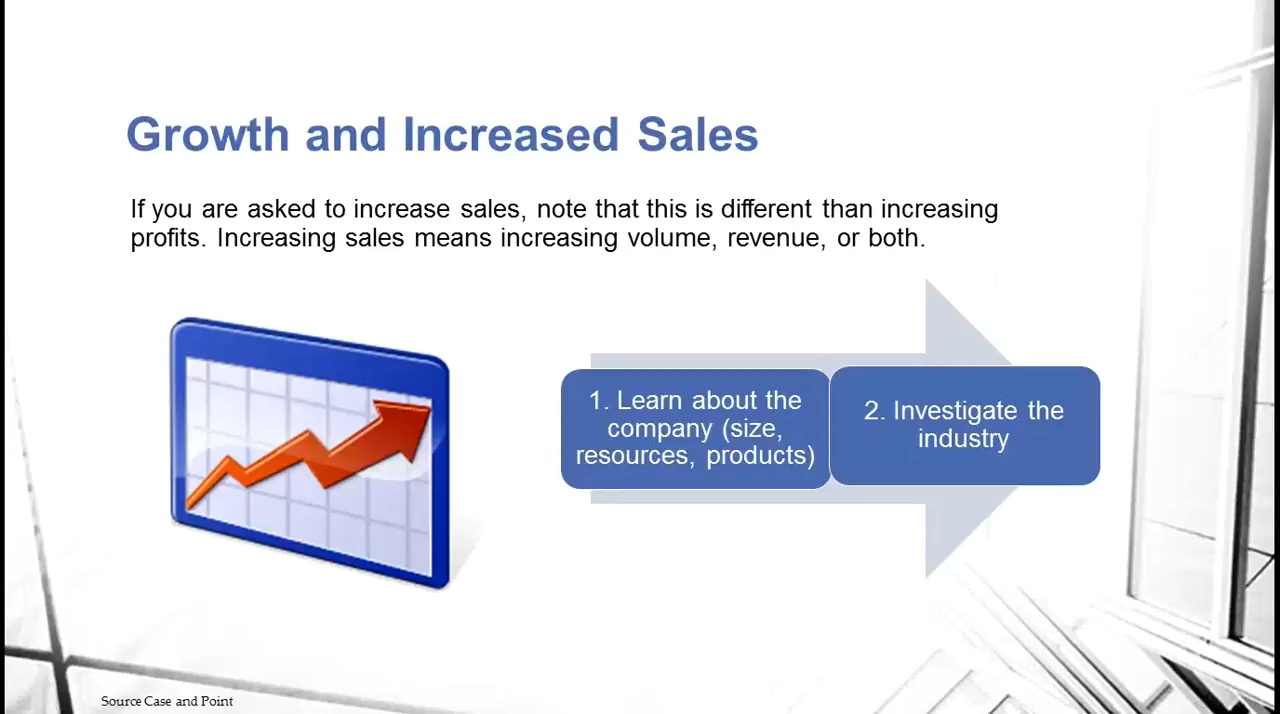 Growth and Increased Sales
If you are asked to increase sales, note that this is different than increasing
profits. Increasing sales means increasing volume, revenue, or both.
1. Learn about the
company (size,
resources, products)
2. Investigate the
industry
Source Case and Point